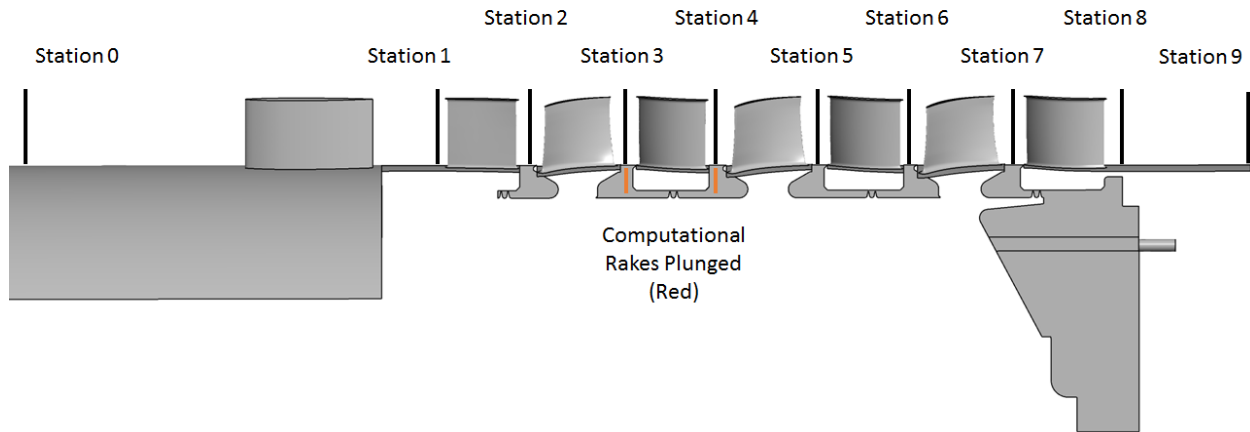 Station 2
Station 4
Station 6
Station 8
Station 0
Station 1
Station 3
Station 5
Station 7
Station 9
Computational
Rakes Plunged
(Red)